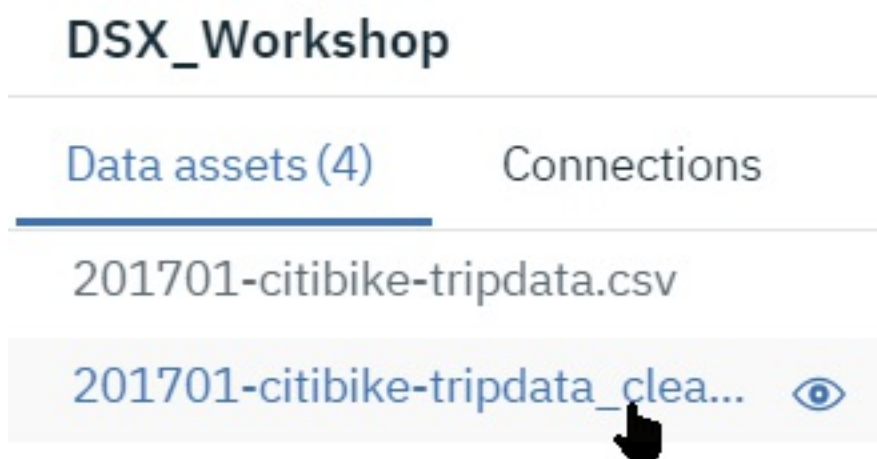 DSX_Workshop
Data assets (4) Connections
201701-citibike-tripdata.csv
201701-citibike-tripdata_clea...